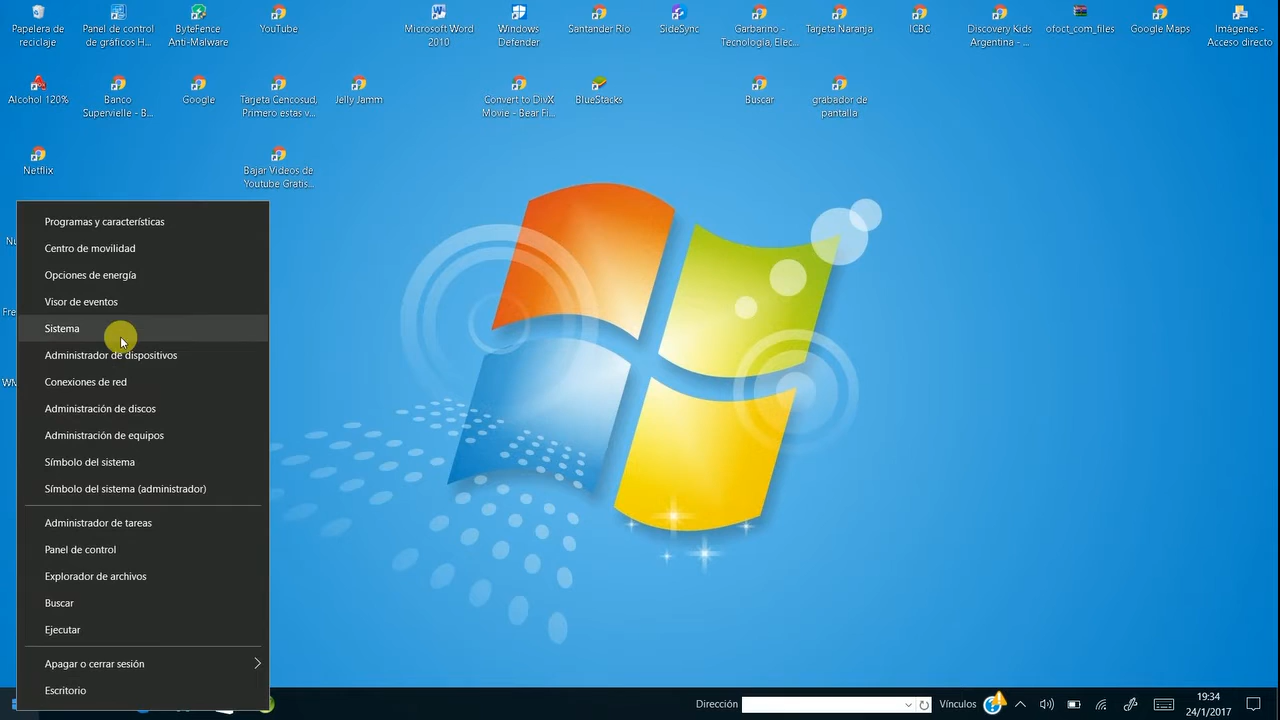 Papelera de
reciclaje
Panel de control
de gráficos H...
ByteFence
Anti-Malware
YouTube
Microsoft Word
2010
Windows
Defender
Santander Río
SideSync
Garbarino -
Tecnología, Elec...
Tarjeta Naranja
ICBC
Discovery Kids
Argentina - ...
ofoct_com_files
Google Maps
Imágenes -
Acceso directo
Alcohol 120%
Banco
Supervielle - B...
Google
Tarjeta Cencosud,
Primero estas v...
Jelly Jamm
Convert to DivX
Movie - Bear Fi...
BlueStacks
Buscar
grabador de
pantalla
Netflix
Bajar Videos de
Youtube Gratis...
Programas y características
Centro de movilidad
Opciones de energía
Visor de eventos
Sistema
Administrador de dispositivos
Conexiones de red
Administración de discos
Administración de equipos
Símbolo del sistema
Símbolo del sistema (administrador)
Administrador de tareas
Panel de control
Explorador de archivos
Buscar
Ejecutar
Apagar o cerrar sesión
Escritorio
Dirección
Vínculos
19:34
24/1/2017